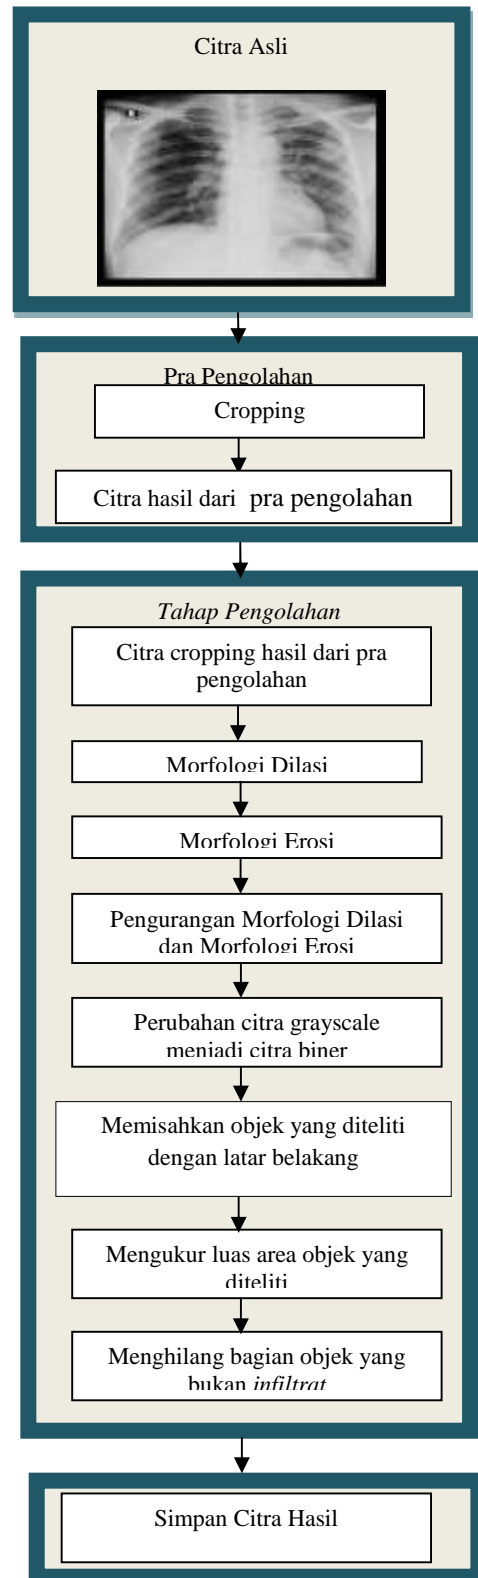 Citra Asli
Pra Pengolahan
Cropping
Citra hasil dari pra pengolahan
Tahap Pengolahan
Citra cropping hasil dari pra
pengolahan
Morfologi Dilasi
Morfologi Erosi
Pengurangan Morfologi Dilasi
dan Morfologi Erosi
Perubahan citra grayscale
menjadi citra biner
Memisahkan objek yang diteliti
dengan latar belakang
Mengukur luas area objek yang
diteliti
Menghilang bagian objek yang
bukan infiltrat
Simpan Citra Hasil